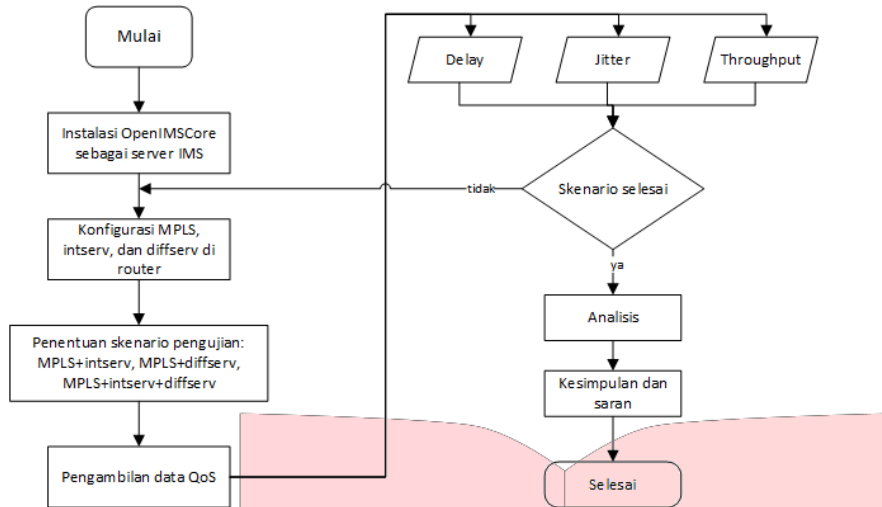 Mulai
Instalasi OpenIMSCore
sebagai server IMS
Konfigurasi MPLS,
intserv, dan diffserv di
router
Penentuan skenario pengujian:
MPLS+intserv, MPLS+diffserv,
MPLS+intserv+diffserv
Pengambilan data QoS
Delay
Jitter
Throughput
Skenario selesai
tidak
ya
Analisis
Kesimpulan dan
saran
Selesai